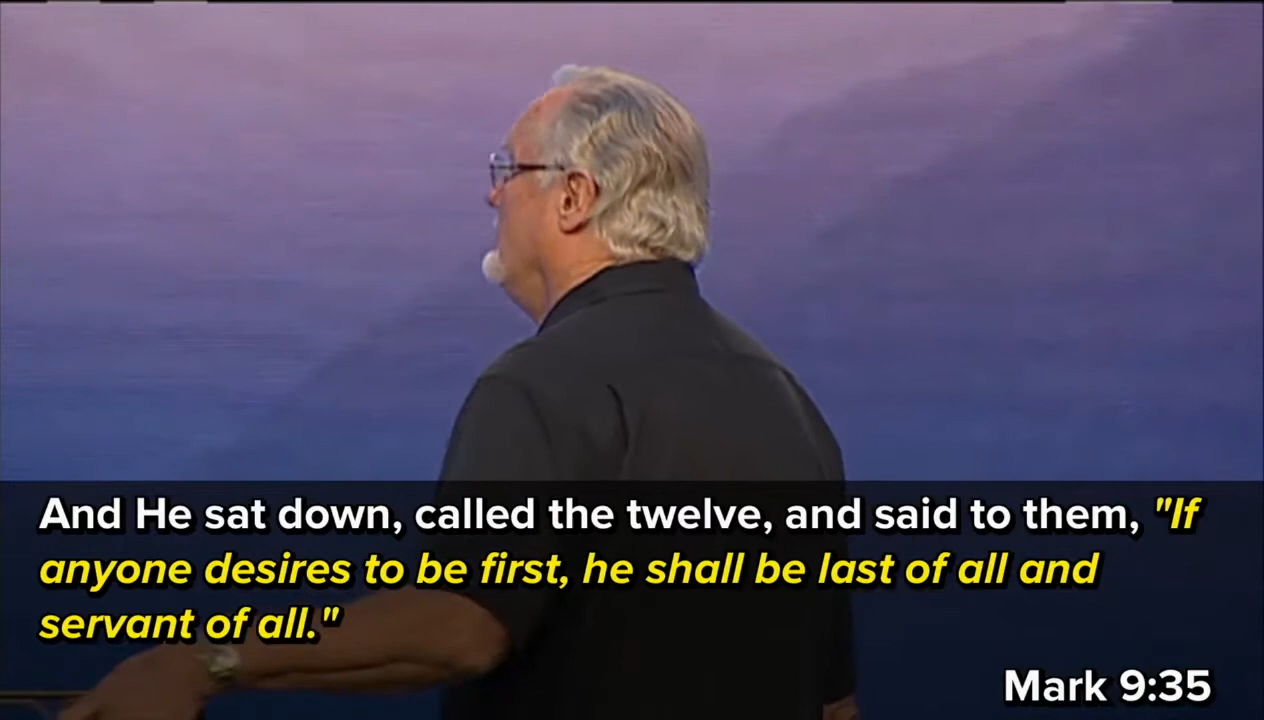 And He sat down, called the twelve, and said to them, "If
anyone desires to be first, he shall be last of all and
servant of all."
Mark 9:35